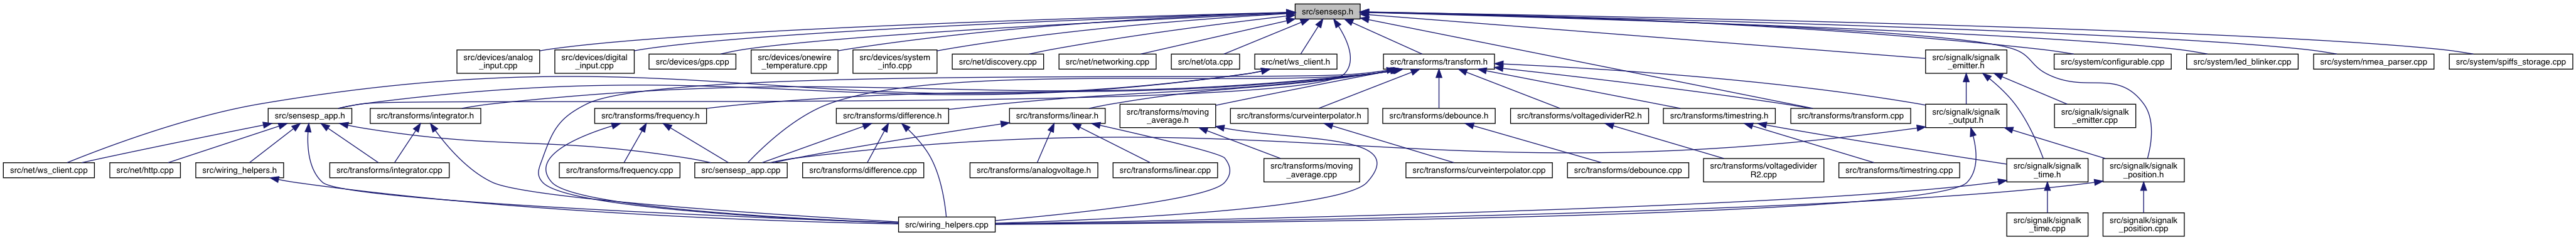 src/sensesp.h
src/devices/analog
_input.cpp
src/devices/digital
_input.cpp
src/devices/gps.cpp
src/devices/onewire
_temperature.cpp
src/devices/system
_info.cpp
src/net/discovery.cpp
src/net/networking.cpp
src/net/ota.cpp
src/net/ws_client.h
src/transforms/transform.h
src/signalk/signalk
_emitter.h
src/system/configurable.cpp
src/system/led_blinker.cpp
src/system/nmea_parser.cpp
src/system/spiffs_storage.cpp
src/sensesp_app.h
src/transforms/integrator.h
src/transforms/frequency.h
src/transforms/difference.h
src/transforms/linear.h
src/transforms/moving
_average.h
src/transforms/curveinterpolator.h
src/transforms/debounce.h
src/transforms/voltagedividerR2.h
src/transforms/timestring.h
src/transforms/transform.cpp
src/signalk/signalk
_output.h
src/signalk/signalk
_emitter.cpp
src/net/ws_client.cpp
src/net/http.cpp
src/wiring_helpers.h
src/transforms/integrator.cpp
src/transforms/frequency.cpp
src/sensesp_app.cpp
src/transforms/difference.cpp
src/transforms/analogvoltage.h
src/transforms/linear.cpp
src/transforms/moving
_average.cpp
src/transforms/curveinterpolator.cpp
src/transforms/debounce.cpp
src/transforms/voltagedivider
R2.cpp
src/transforms/timestring.cpp
src/signalk/signalk
_time.h
src/signalk/signalk
_position.h
src/wiring_helpers.cpp
src/signalk/signalk
_time.cpp
src/signalk/signalk
_position.cpp